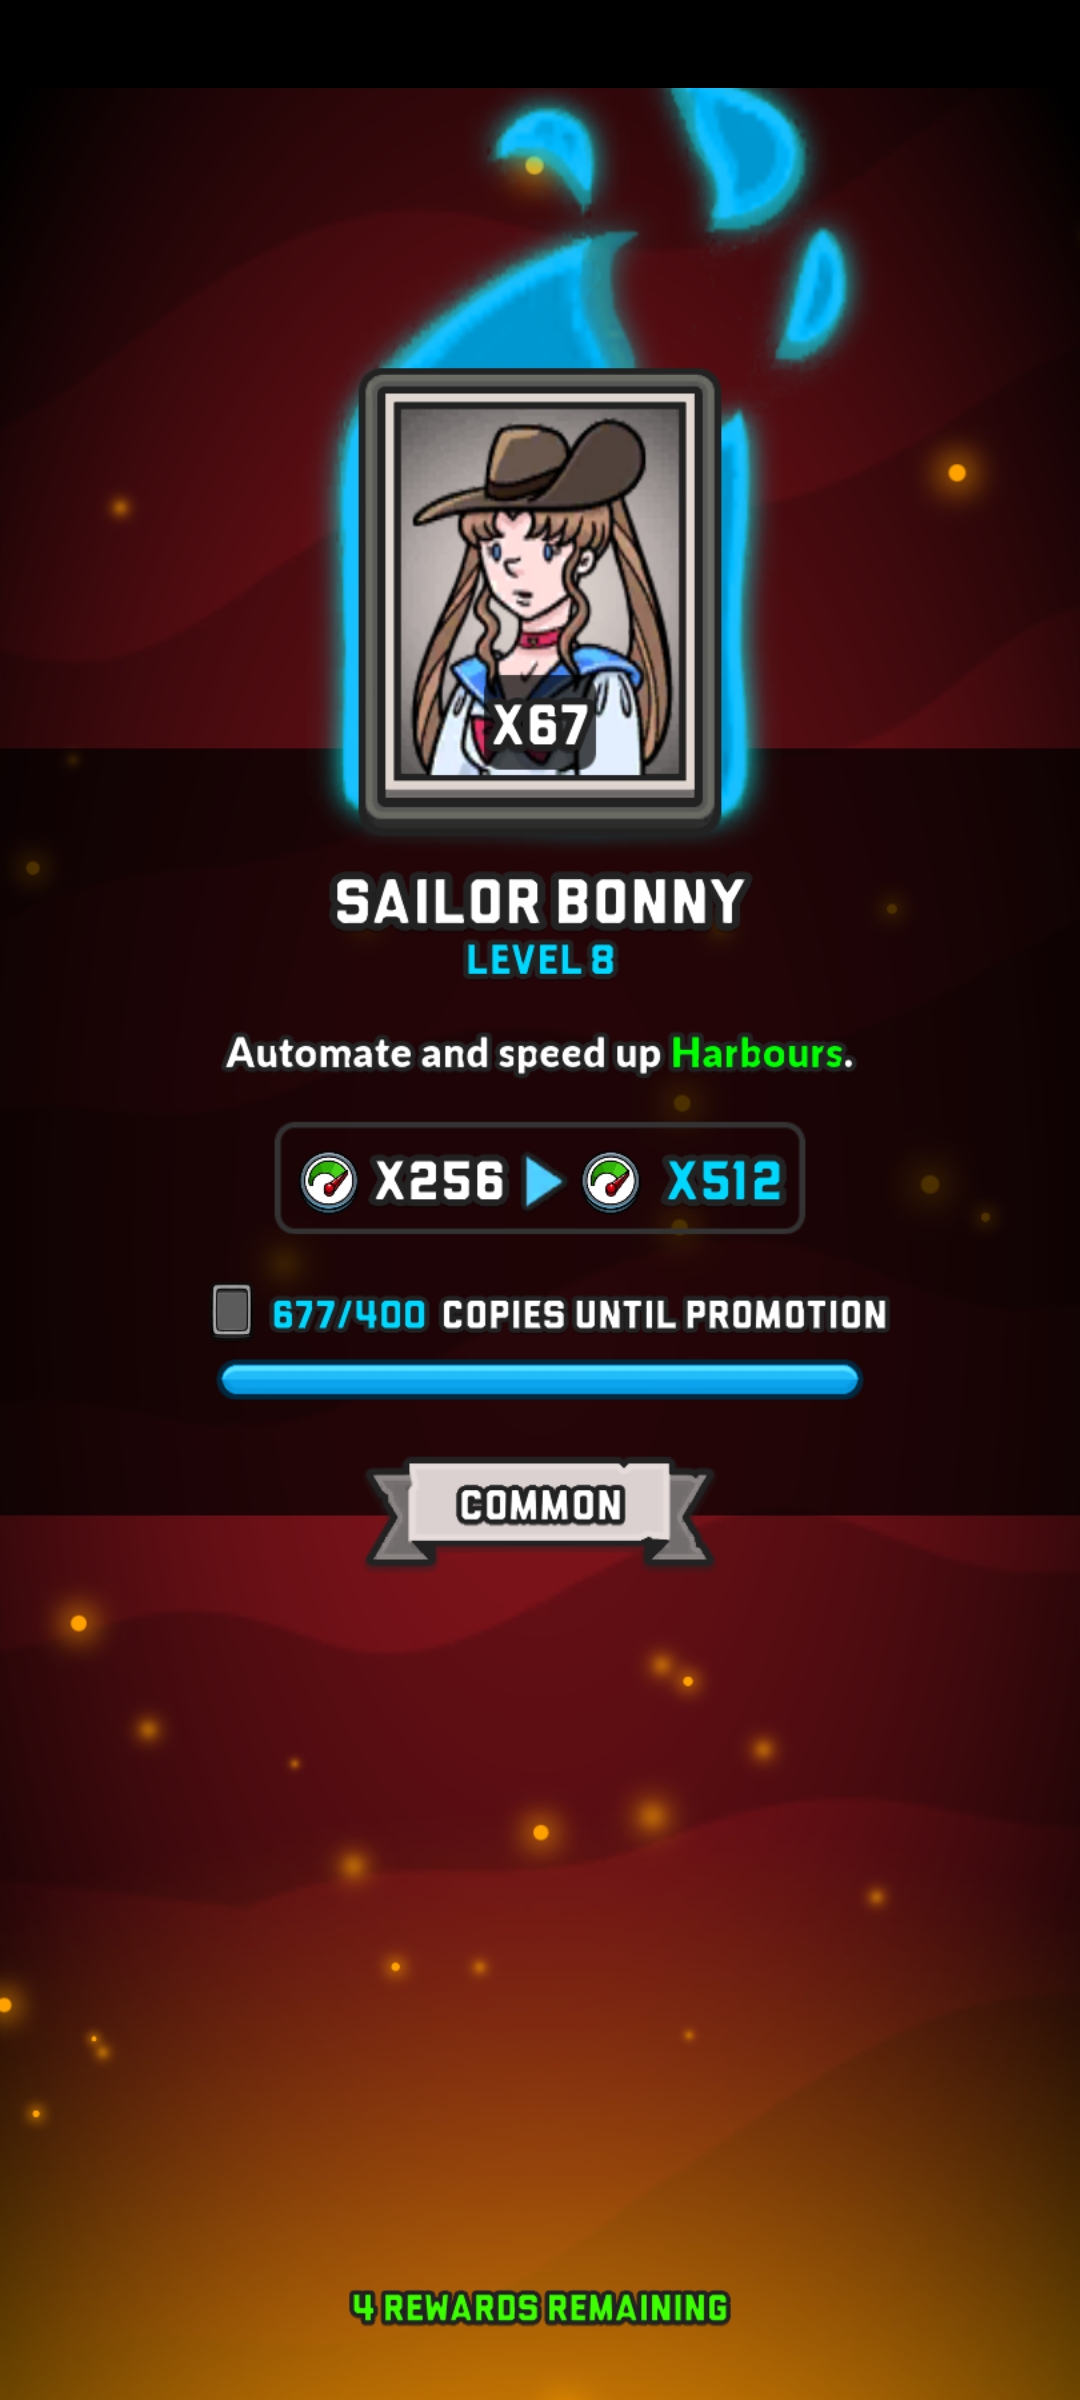 X67
SAILOR BONNY
LEVEL 8
Automate and speed up Harbours.
X256 X512
677/400 COPIES UNTIL PROMOTION
COMMON
4 REWARDS REMAINING